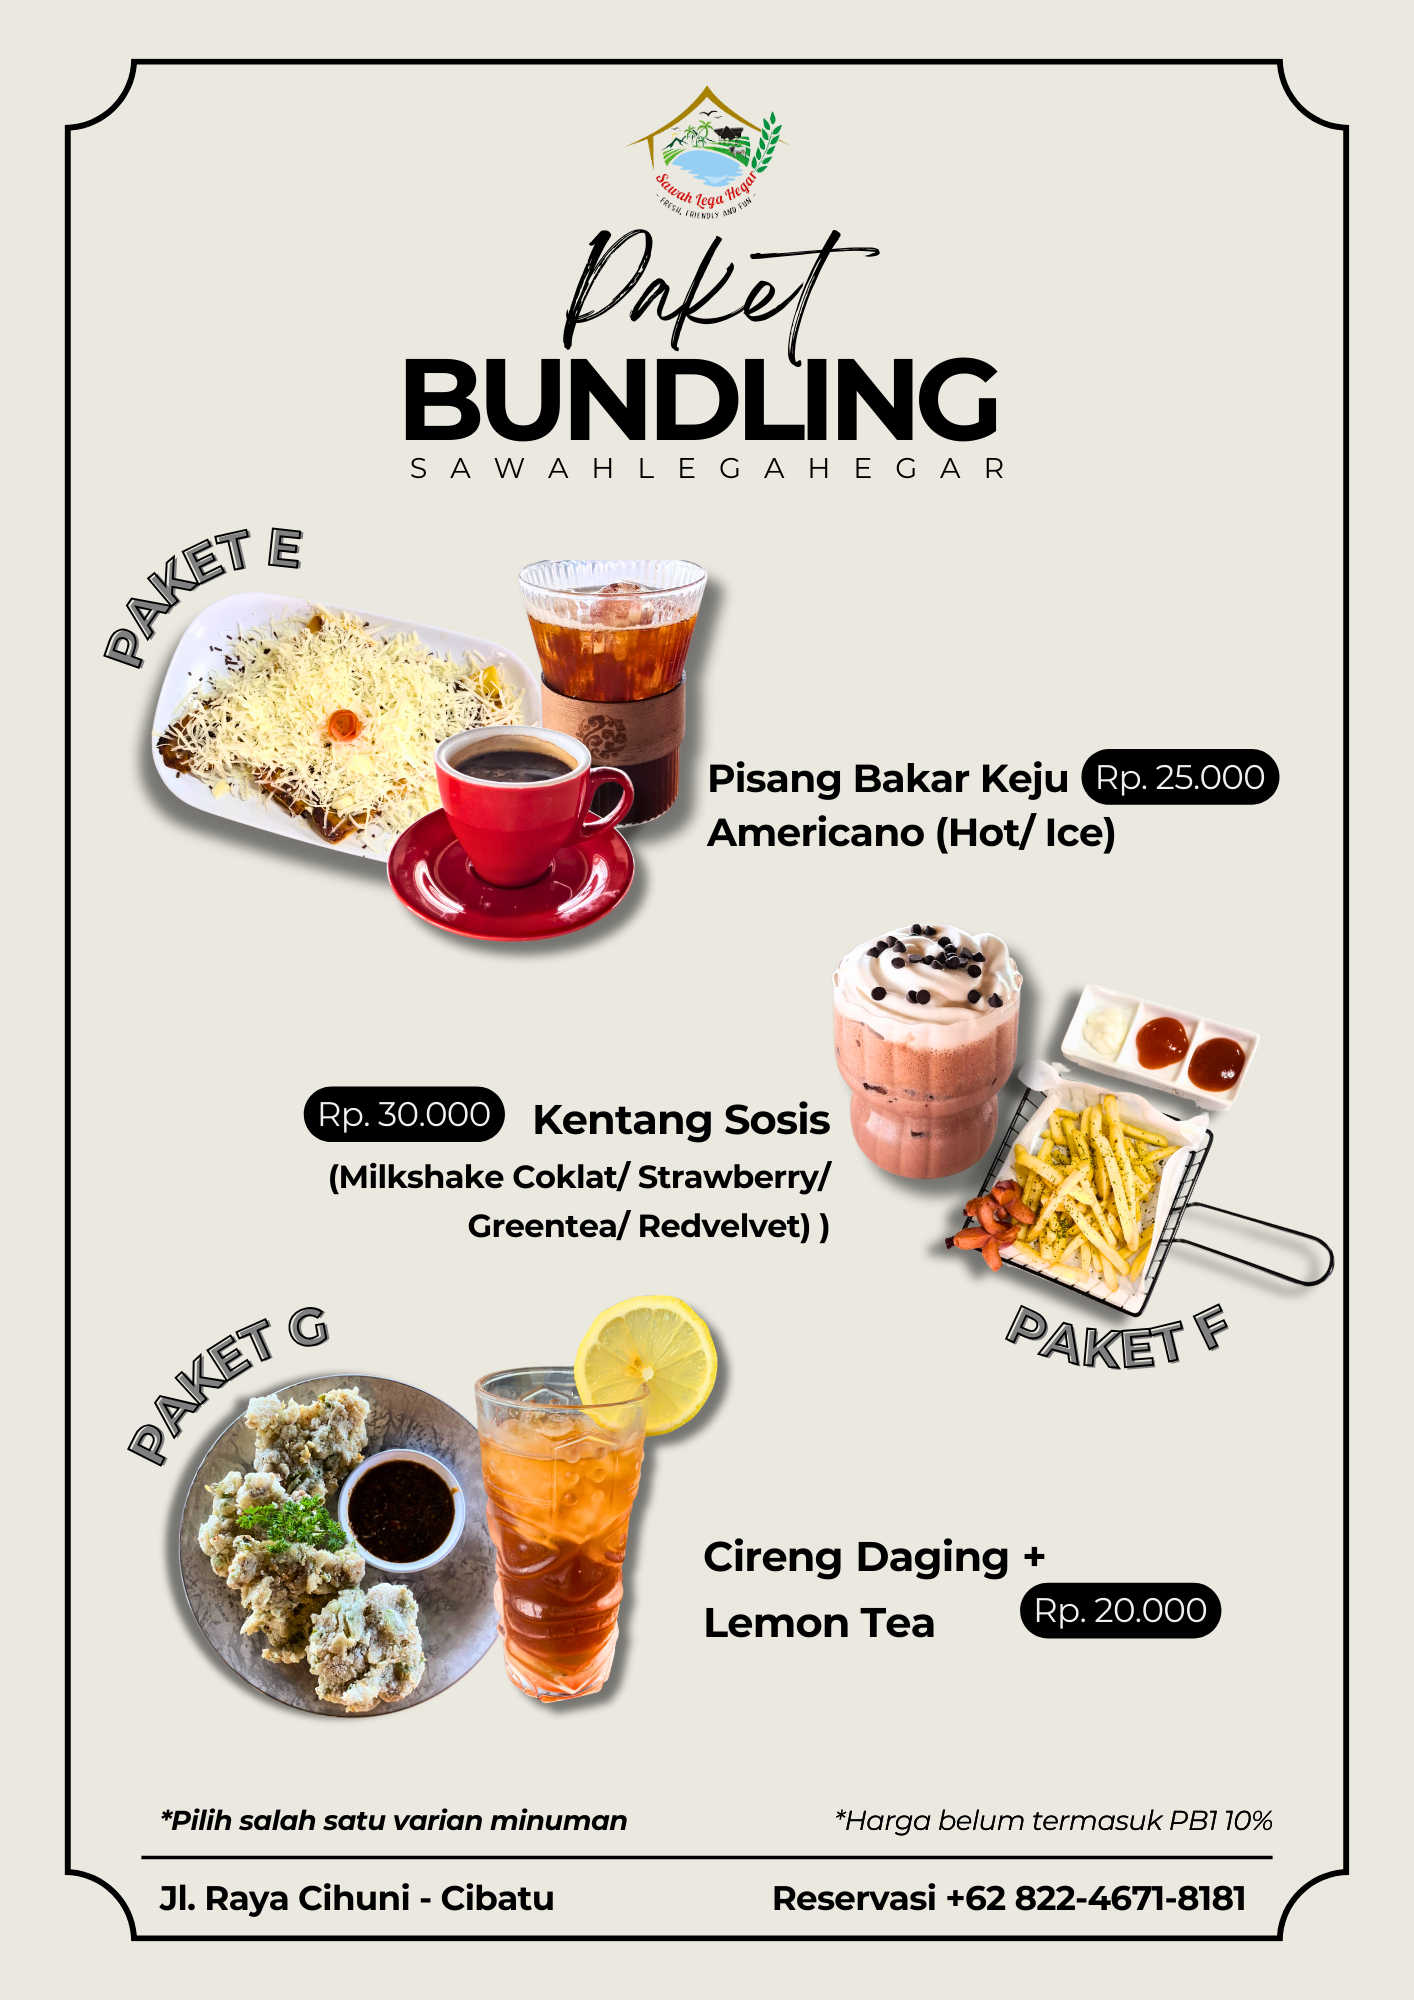 Sawah Lega Hegar
- FRESH, FRIENDLY AND FUN -
Paket
BUNDLING
SAWAHLEGAHEGAR
PAKET E
Pisang Bakar Keju Rp. 25.000
Americano (Hot/ Ice)
Rp. 30.000 Kentang Sosis
(Milkshake Coklat/ Strawberry/
Greentea/ Redvelvet) )
PAKET F
PAKET G
Cireng Daging +
Lemon Tea Rp. 20.000
*Pilih salah satu varian minuman
*Harga belum termasuk PB1 10%
Jl. Raya Cihuni - Cibatu
Reservasi +62 822-4671-8181